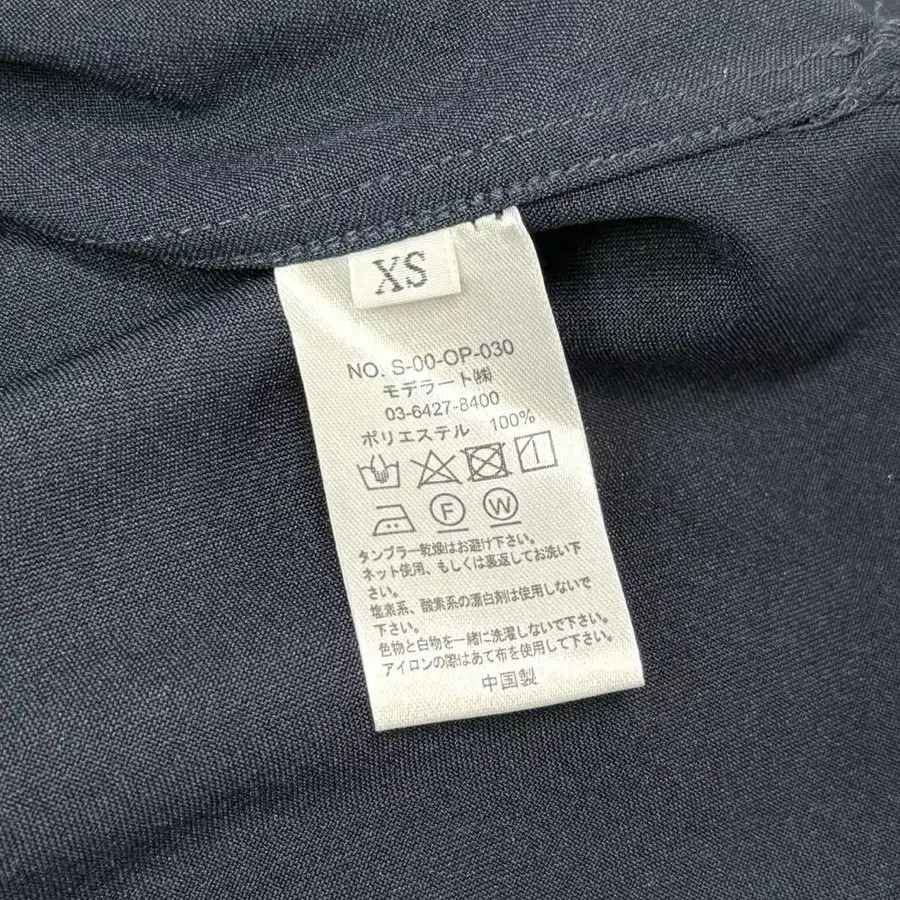 XS
NO. S-00-OP-030
モデラート㈱
03-6427-8400
ポリエステル 100%
F W
タンブラー乾燥はお避け下さい。
ネット使用、もしくは裏返してお洗い下
さい。
塩素系、酸素系の漂白剤は使用しないで
下さい。
色物と白物を一緒に洗濯しないで下さい。
アイロンの際はあて布を使用して下さい。
中国製